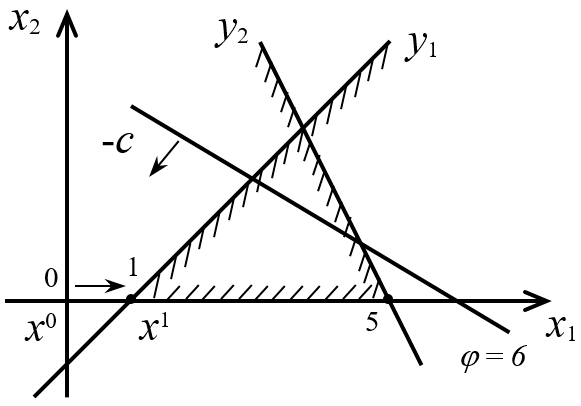 x₂
y₂
y₁
-c
0
1
x⁰
x¹
5
x₁
φ = 6